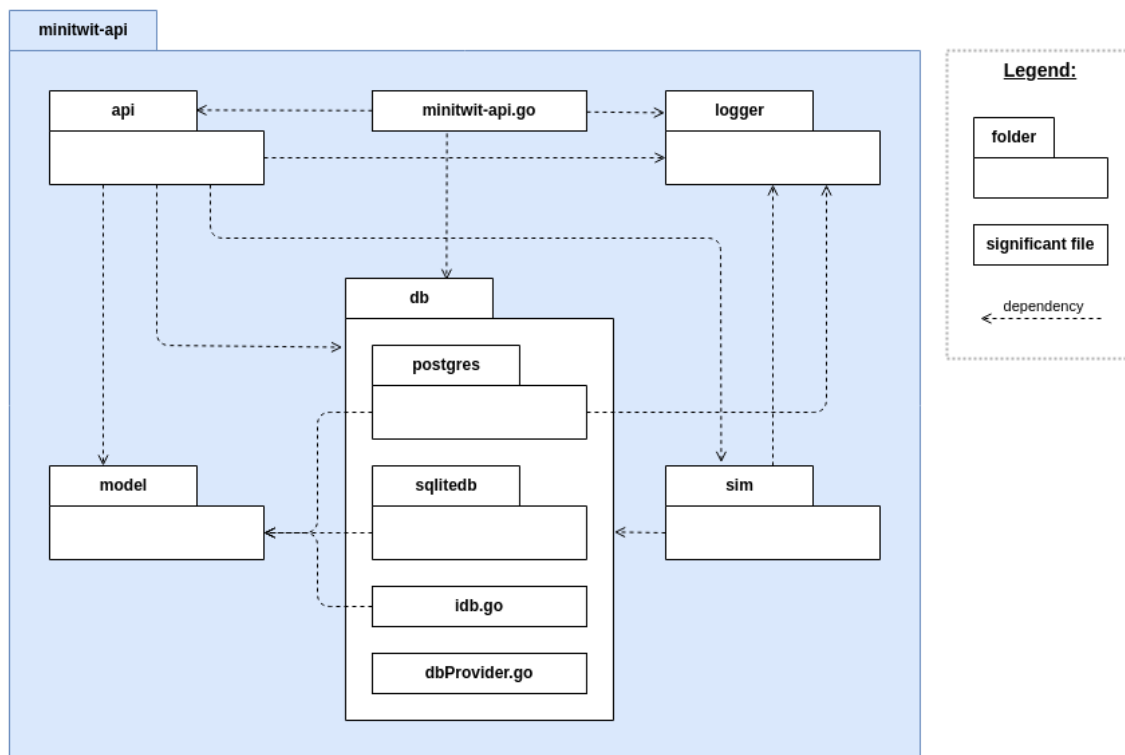 minitwit-api
Legend:
api
minitwit-api.go
logger
folder
significant file
dependency
db
postgres
model
sqlitedb
sim
idb.go
dbProvider.go